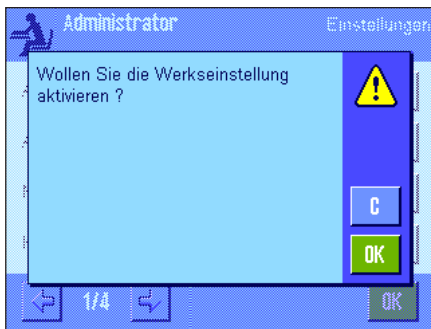 Administrator
Einstellungen
Wollen Sie die Werkseinstellung
aktivieren ?
C
OK
1/4
OK